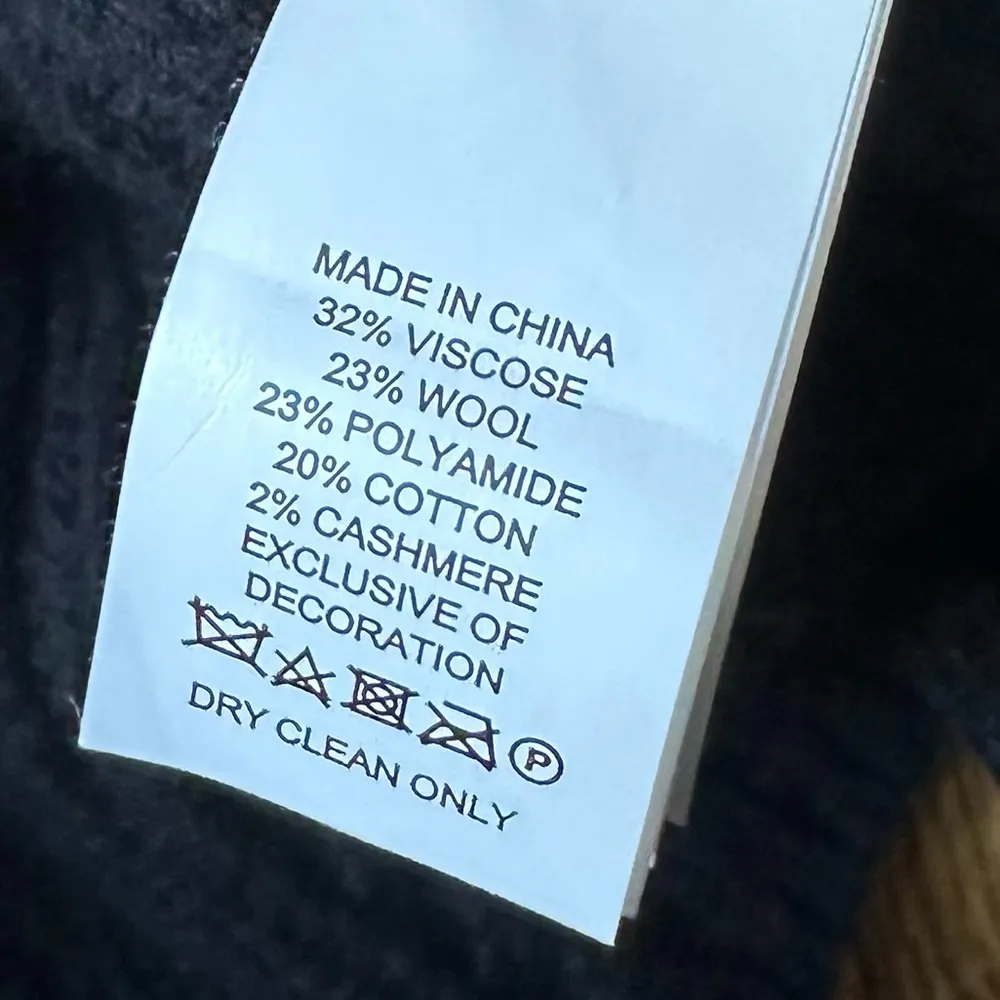 MADE IN CHINA
32% VISCOSE
23% WOOL
23% POLYAMIDE
20% COTTON
2% CASHMERE
EXCLUSIVE OF
DECORATION
P
DRY CLEAN ONLY